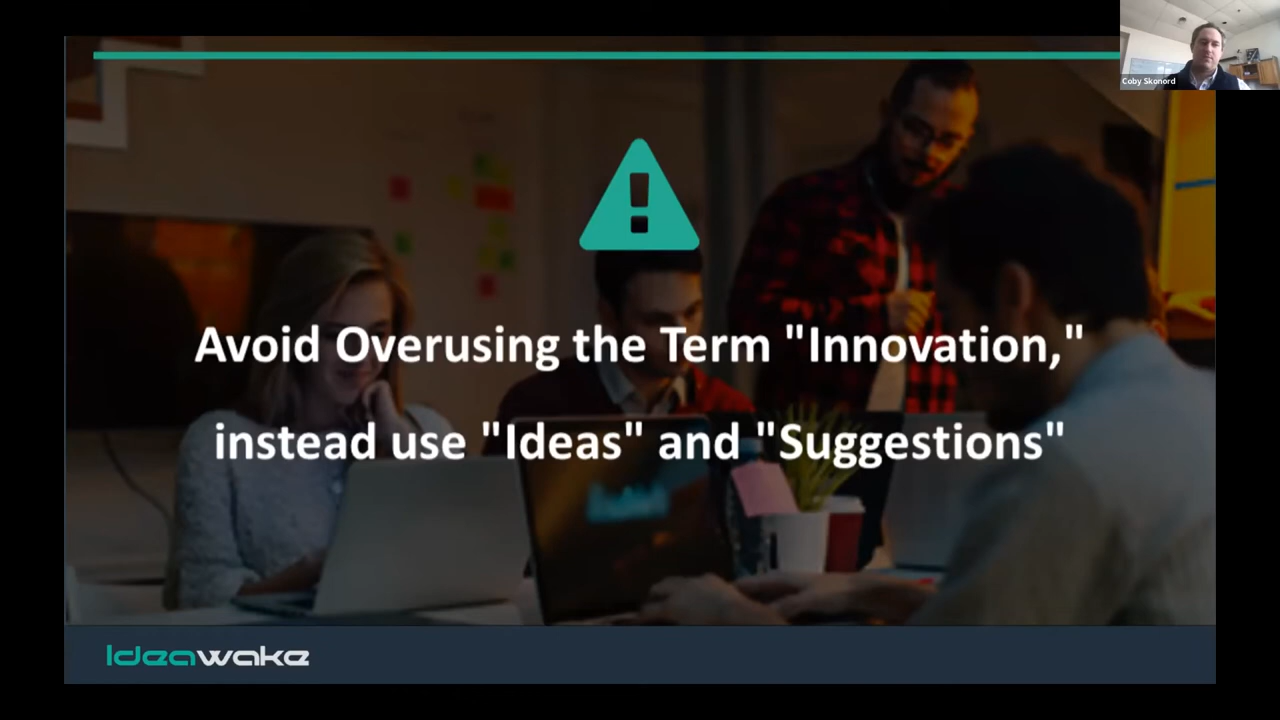 Coby Skonord
Avoid Overusing the Term "Innovation,"
instead use "Ideas" and "Suggestions"
Ideawake